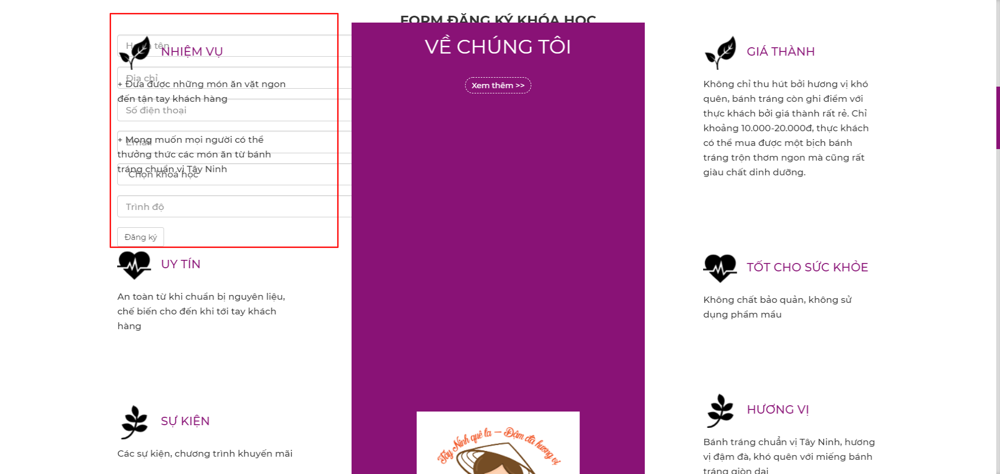 FORM ĐĂNG KÝ KHÓA HỌC
Họ và tên
NHIỆM VỤ
Địa chỉ
+ Đưa được những món ăn vặt ngon
đến tận tay khách hàng
Số điện thoại
Email
+ Mong muốn mọi người có thể
thưởng thức các món ăn từ bánh
tráng chuẩn vị Tây Ninh
Chọn khoá học
Trình độ
Đăng ký
UY TÍN
An toàn từ khi chuẩn bị nguyên liệu,
chế biến cho đến khi tới tay khách
hàng
SỰ KIỆN
Các sự kiện, chương trình khuyến mãi
VỀ CHÚNG TÔI
Xem thêm >>
Tây Ninh quê ta — Đậm đà hương vị
GIÁ THÀNH
Không chỉ thu hút bởi hương vị khó
quên, bánh tráng còn ghi điểm với
thực khách bởi giá thành rất rẻ. Chỉ
khoảng 10.000-20.000đ, thực khách
có thể mua được một bịch bánh
tráng trộn thơm ngon mà cũng rất
giàu chất dinh dưỡng.
TỐT CHO SỨC KHỎE
Không chất bảo quản, không sử
dụng phẩm mầu
HƯƠNG VỊ
Bánh tráng chuẩn vị Tây Ninh, hương
vị đậm đà, khó quên với miếng bánh
tráng giòn dai